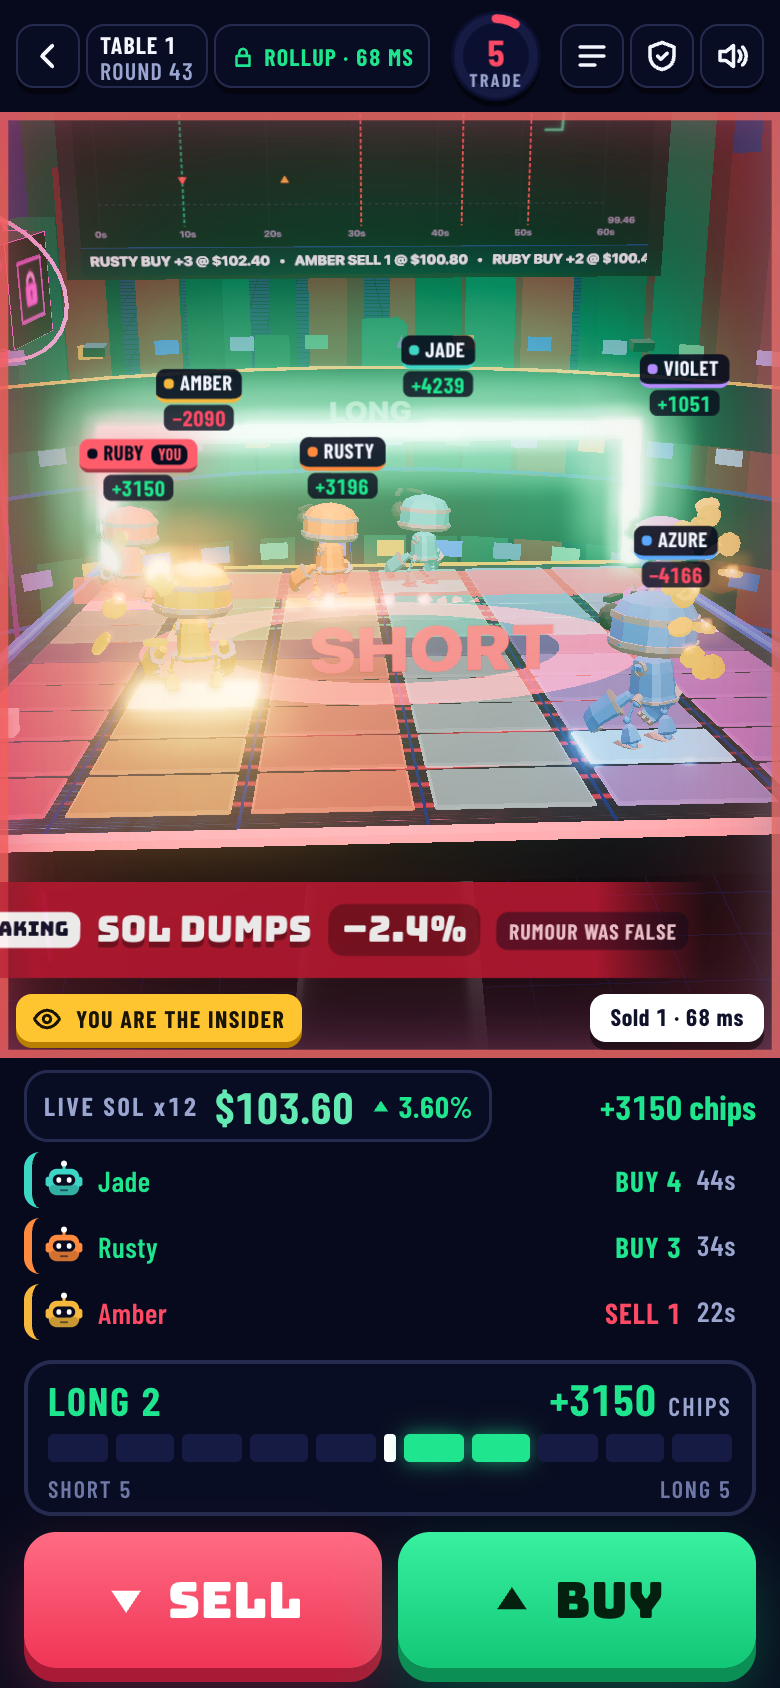 TABLE 1
ROUND 43
ROLLUP · 68 MS
5
TRADE
99.46
0s 10s 20s 30s 40s 50s 60s
RUSTY BUY +3 @ $102.40 • AMBER SELL 1 @ $100.80 • RUBY BUY +2 @ $100.4
JADE
+4239
VIOLET
+1051
AMBER
−2090
LONG
RUBY YOU
+3150
RUSTY
+3196
AZURE
−4166
SHORT
AKING SOL DUMPS −2.4% RUMOUR WAS FALSE
YOU ARE THE INSIDER
Sold 1 · 68 ms
LIVE SOL x12 $103.60 ▲ 3.60%
+3150 chips
Jade BUY 4 44s
Rusty BUY 3 34s
Amber SELL 1 22s
LONG 2 +3150 CHIPS
SHORT 5 LONG 5
▼ SELL
▲ BUY